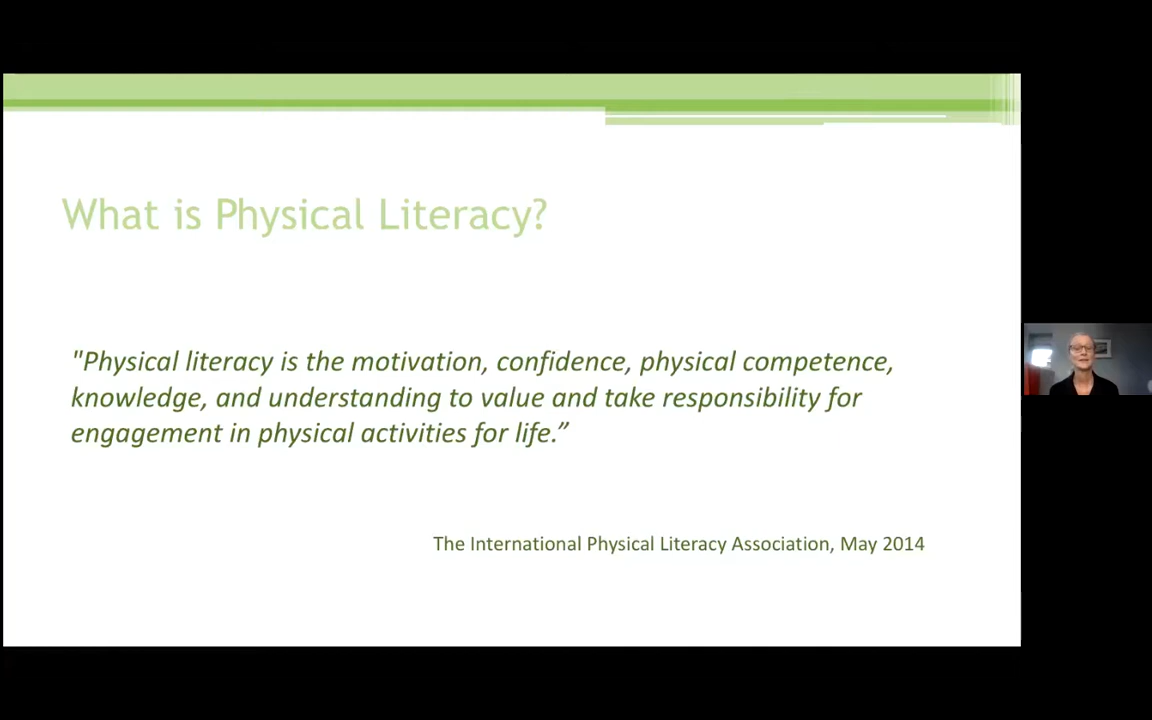 What is Physical Literacy?
"Physical literacy is the motivation, confidence, physical competence,
knowledge, and understanding to value and take responsibility for
engagement in physical activities for life.”
The International Physical Literacy Association, May 2014